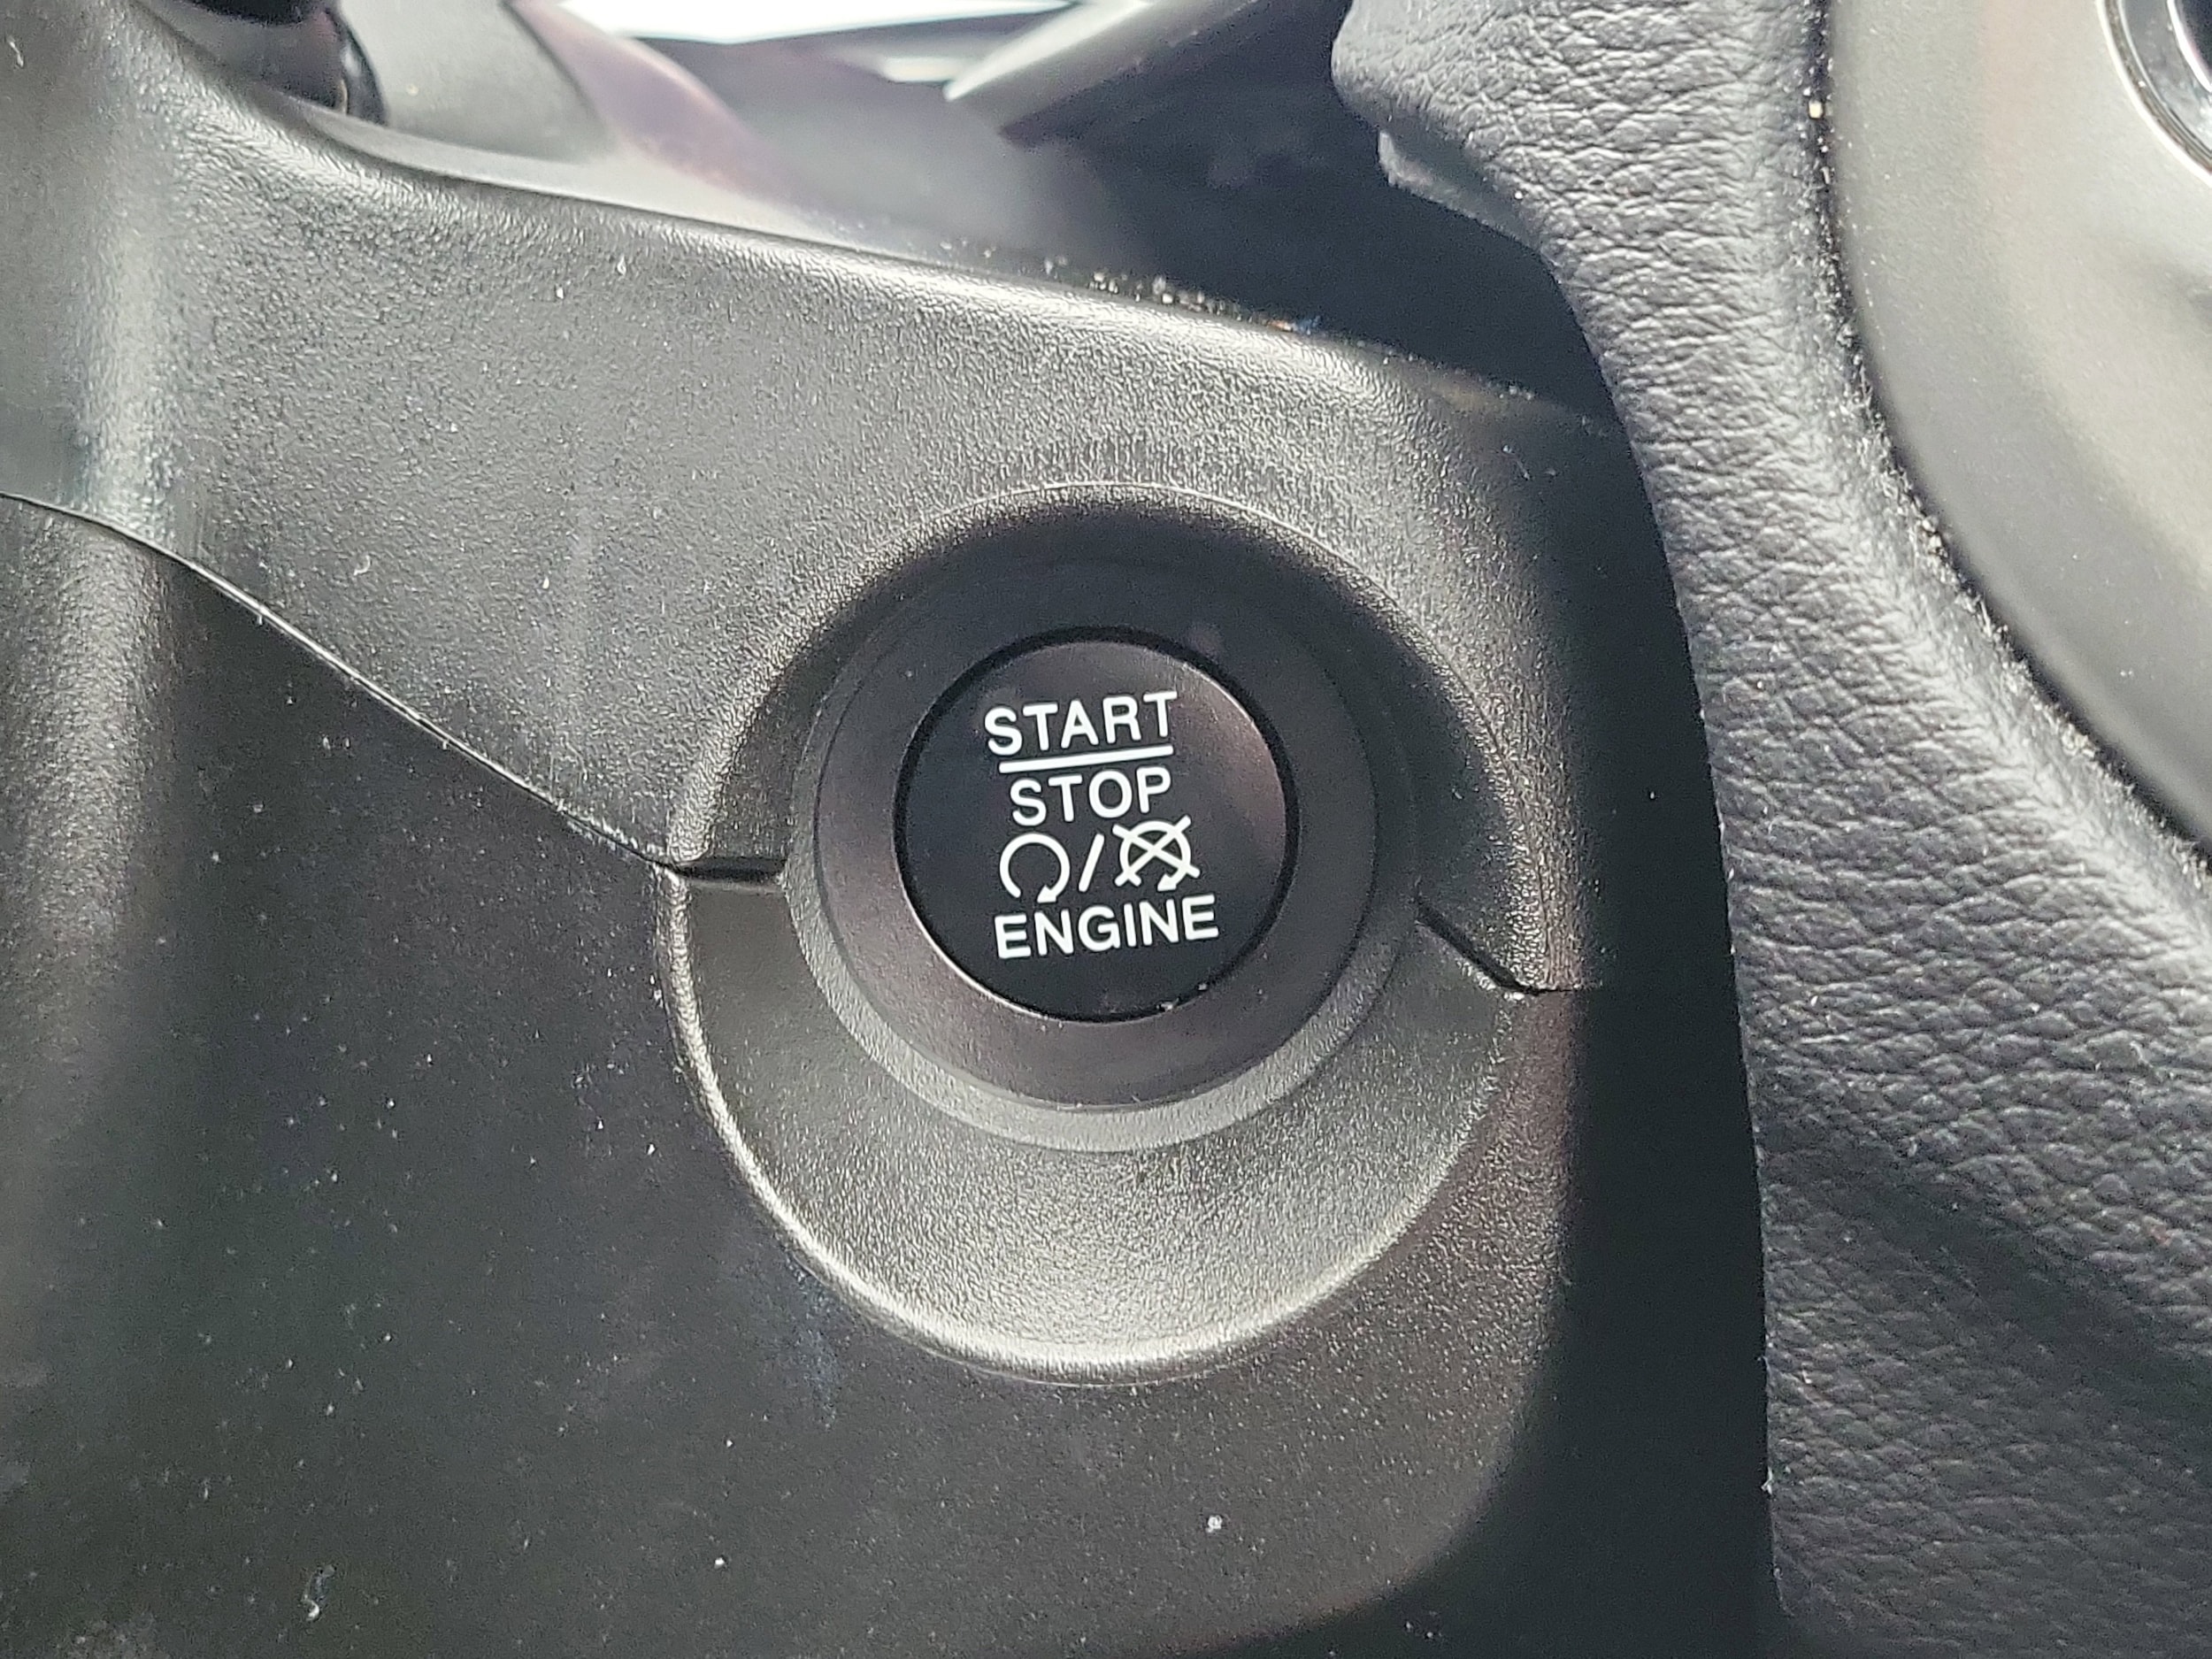 START
STOP
/
ENGINE